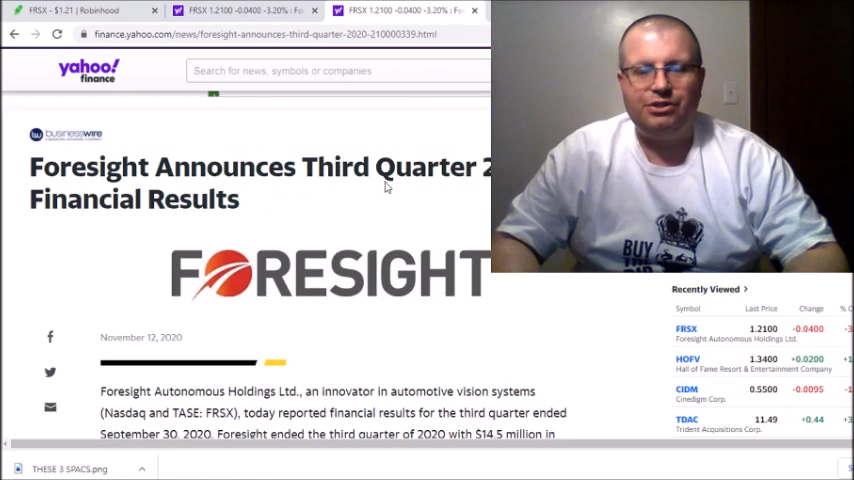 FRSX - $1.21 | Robinhood
FRSX 1.2100 -0.0400 -3.20% : Fo
FRSX 1.2100 -0.0400 -3.20% : Fo
finance.yahoo.com/news/foresight-announces-third-quarter-2020-210000339.html
yahoo!
finance
Search for news, symbols or companies
businesswire
Foresight Announces Third Quarter 2
Financial Results
FORESIGHT
November 12, 2020
Foresight Autonomous Holdings Ltd., an innovator in automotive vision systems
(Nasdaq and TASE: FRSX), today reported financial results for the third quarter ended
September 30, 2020. Foresight ended the third quarter of 2020 with $14.5 million in
BUY
Recently Viewed
Symbol Last Price Change % C
FRSX 1.2100 -0.0400 -3
Foresight Autonomous Holdings Ltd.
HOFV 1.3400 +0.0200 +1
Hall of Fame Resort & Entertainment Company
CIDM 0.5500 -0.0095 -1
Cinedigm Corp.
TDAC 11.49 +0.44 +3
Trident Acquisitions Corp.
THESE 3 SPACS.png
S